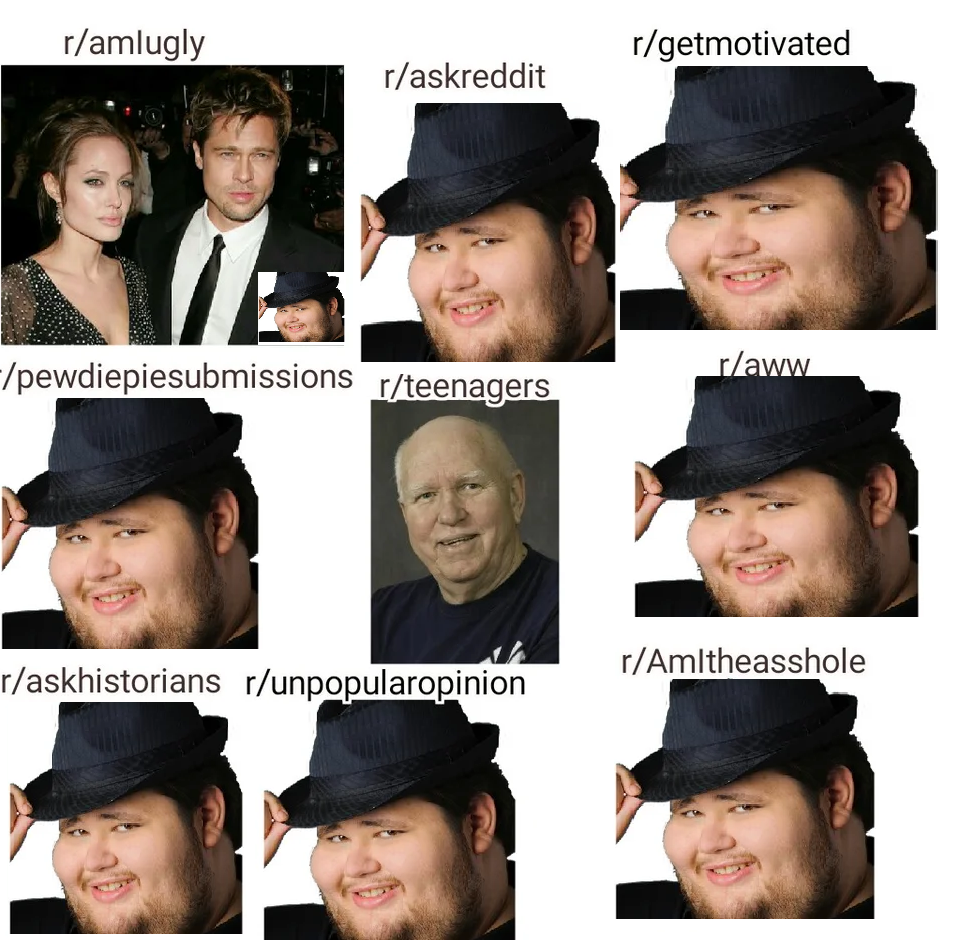 r/amIugly
r/askreddit
r/getmotivated
r/pewdiepiesubmissions
r/teenagers
r/aww
r/askhistorians
r/unpopularopinion
r/AmItheasshole